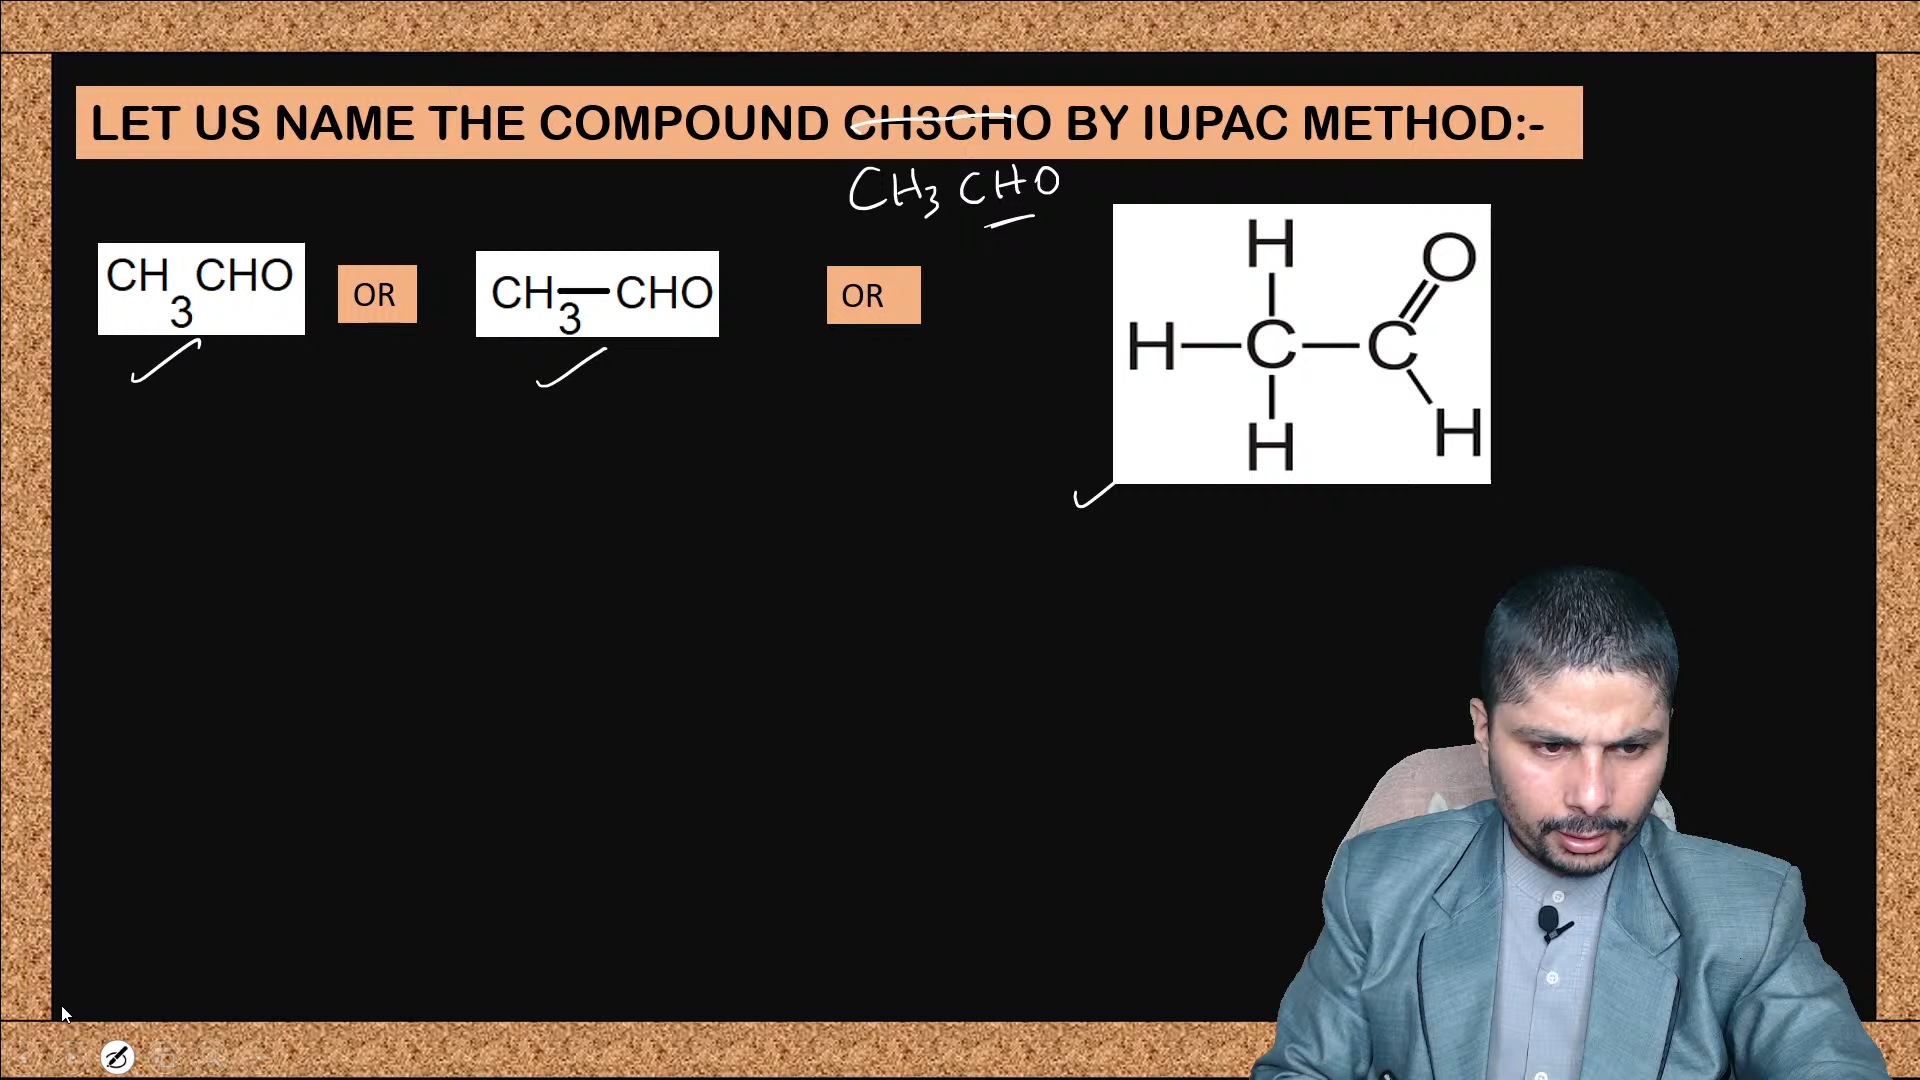 LET US NAME THE COMPOUND CH3CHO BY IUPAC METHOD:-
CH3 CHO
CH3CHO OR CH3—CHO OR
H O
H C C
H H